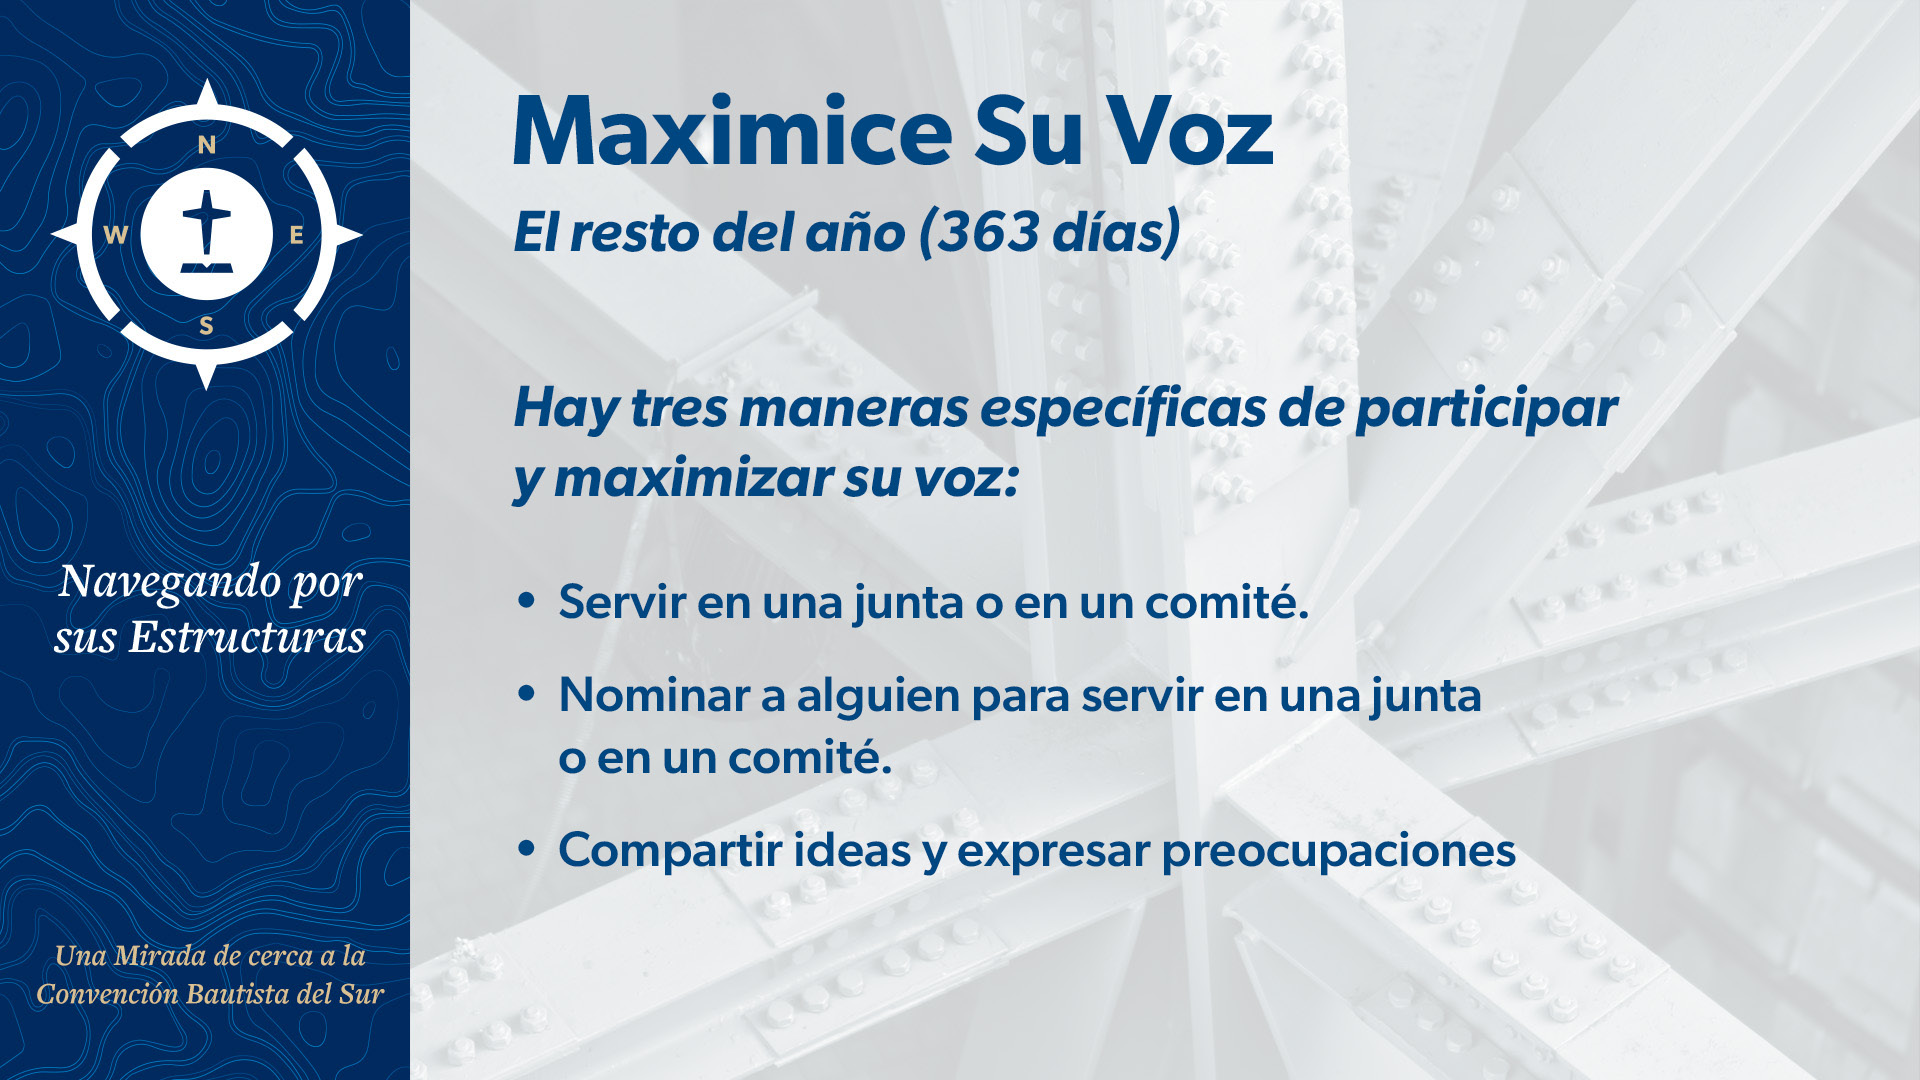 N
W
E
S
Navegando por
sus Estructuras
Una Mirada de cerca a la
Convención Bautista del Sur
Maximice Su Voz
El resto del año (363 días)
Hay tres maneras específicas de participar
y maximizar su voz:
• Servir en una junta o en un comité.
• Nominar a alguien para servir en una junta
o en un comité.
• Compartir ideas y expresar preocupaciones